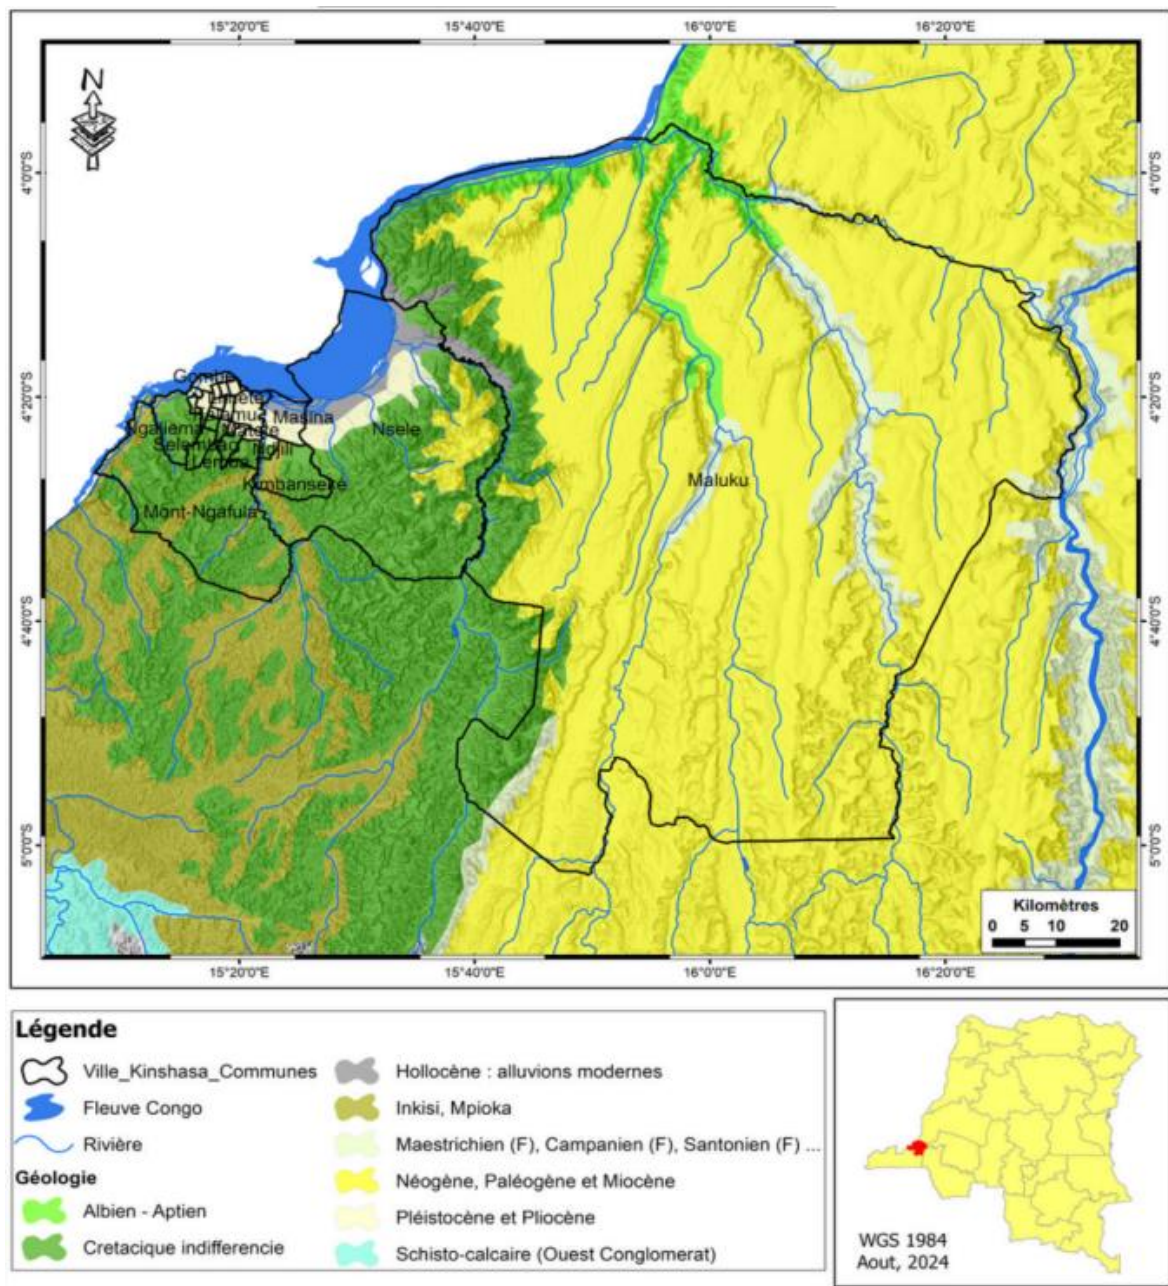 15°20'0"E 15°40'0"E 16°0'0"E 16°20'0"E
N
4°0'0"S 4°0'0"S
4°20'0"S 4°20'0"S
Masina
Nsele
Ngaliema
Selembao
Ndjili
Lemba
Kimbanseke
Maluku
Mont-Ngafula
4°40'0"S 4°40'0"S
5°0'0"S 5°0'0"S
Kilomètres
0 5 10 20
15°20'0"E 15°40'0"E 16°0'0"E 16°20'0"E
Légende
Ville_Kinshasa_Communes
Fleuve Congo
Rivière
Géologie
Albien - Aptien
Cretacique indifferencie
Hollocène : alluvions modernes
Inkisi, Mpioka
Maestrichien (F), Campanien (F), Santonien (F) ...
Néogène, Paléogène et Miocène
Pléistocène et Pliocène
Schisto-calcaire (Ouest Conglomerat)
WGS 1984
Aout, 2024